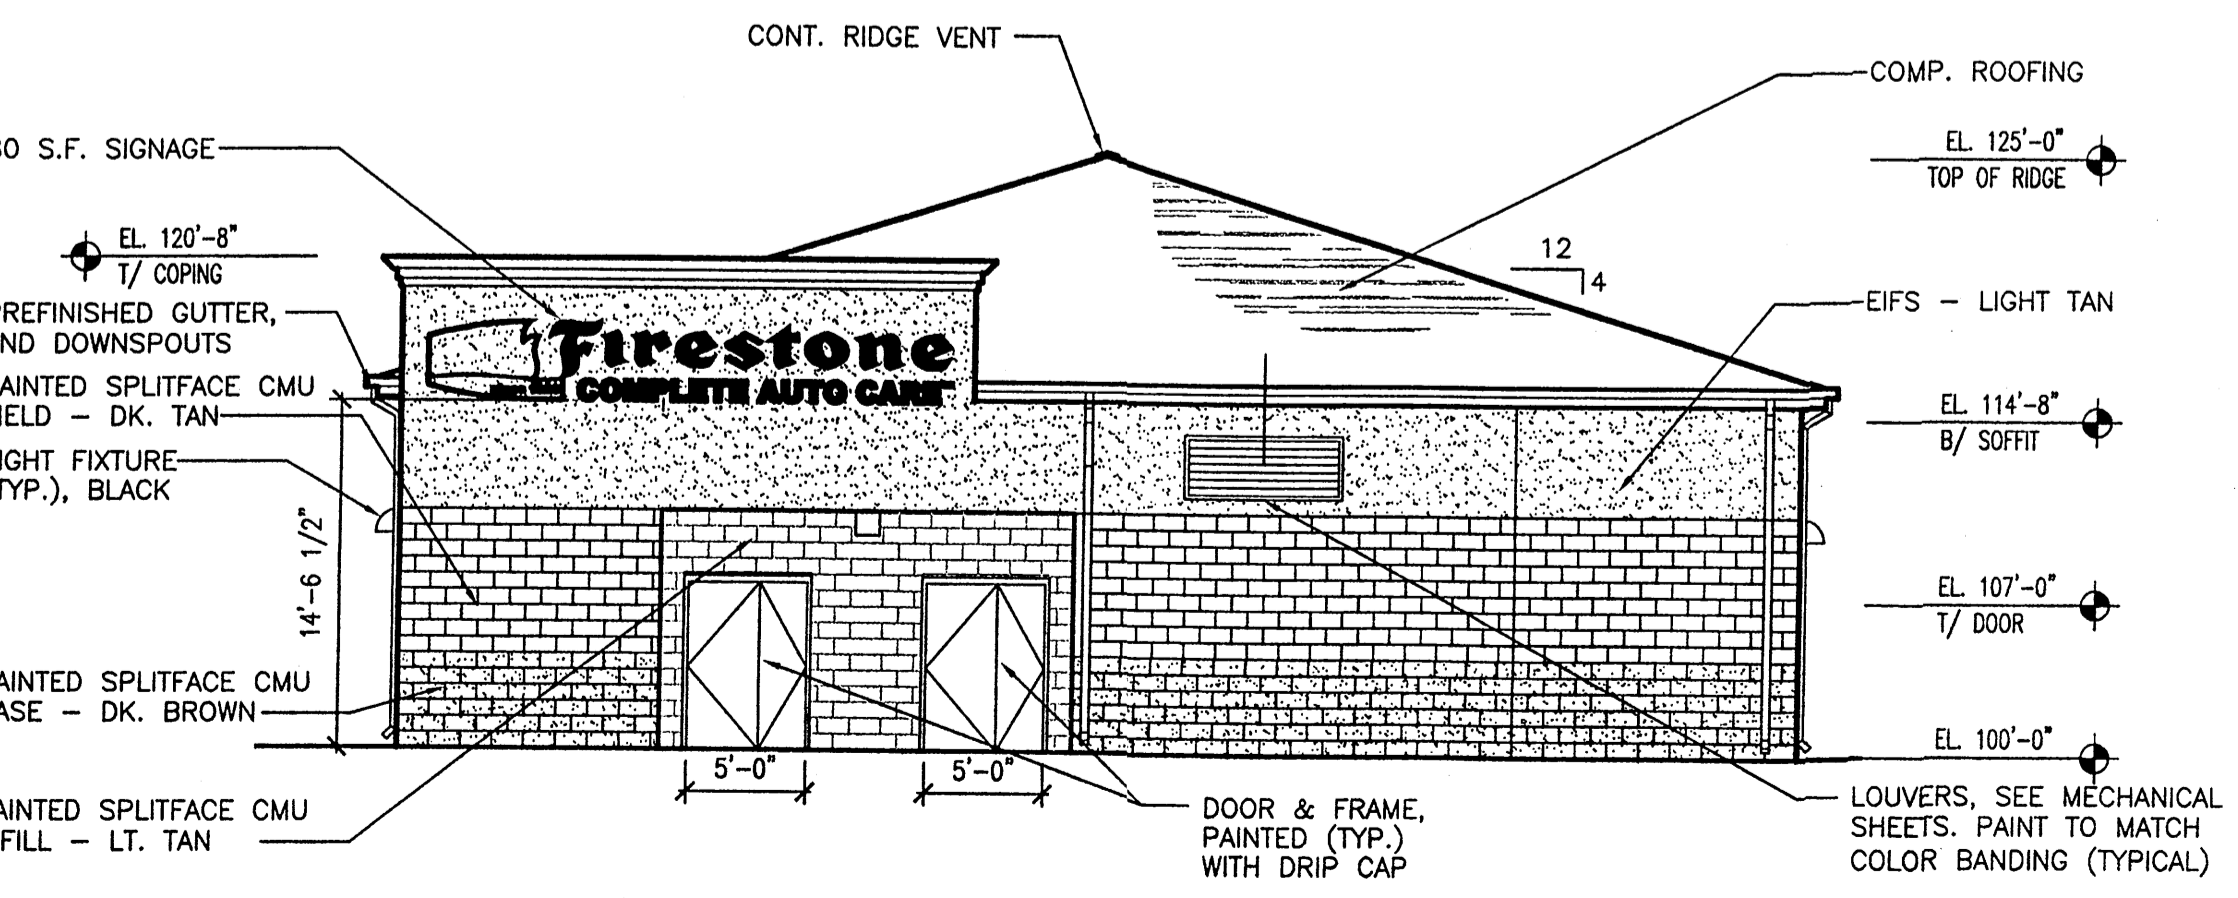 CONT. RIDGE VENT
COMP. ROOFING
EL. 125'-0"
TOP OF RIDGE
S.F. SIGNAGE
EL. 120'-8"
T/ COPING
12
4
PREFINISHED GUTTER,
ND DOWNSPOUTS
EIFS - LIGHT TAN
Firestone
COMPLETE AUTO CARE
AINTED SPLITFACE CMU
IELD - DK. TAN
EL. 114'-8"
B/ SOFFIT
IGHT FIXTURE
TYP.), BLACK
14'-6 1/2"
EL. 107'-0"
T/ DOOR
AINTED SPLITFACE CMU
ASE - DK. BROWN
EL. 100'-0"
5'-0"
5'-0"
AINTED SPLITFACE CMU
FILL - LT. TAN
DOOR & FRAME,
PAINTED (TYP.)
WITH DRIP CAP
LOUVERS, SEE MECHANICAL
SHEETS. PAINT TO MATCH
COLOR BANDING (TYPICAL)